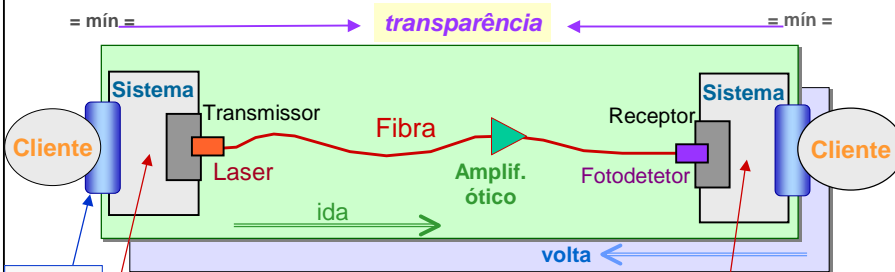 = mín =
transparência
= mín =
Sistema
Sistema
Transmissor
Receptor
Fibra
Cliente
Cliente
Laser
Amplif.
ótico
Fotodetetor
ida
volta